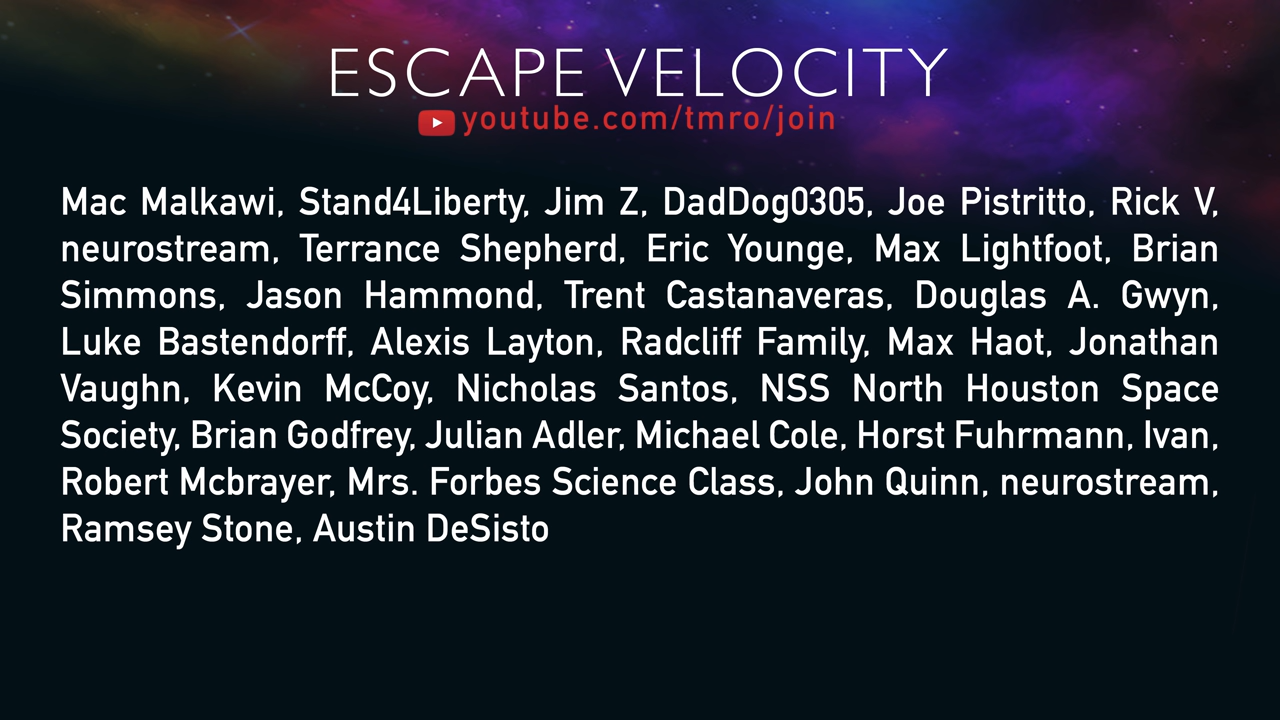 ESCAPE VELOCITY
youtube.com/tmro/join
Mac Malkawi, Stand4Liberty, Jim Z, DadDog0305, Joe Pistritto, Rick V,
neurostream, Terrance Shepherd, Eric Younge, Max Lightfoot, Brian
Simmons, Jason Hammond, Trent Castanaveras, Douglas A. Gwyn,
Luke Bastendorff, Alexis Layton, Radcliff Family, Max Haot, Jonathan
Vaughn, Kevin McCoy, Nicholas Santos, NSS North Houston Space
Society, Brian Godfrey, Julian Adler, Michael Cole, Horst Fuhrmann, Ivan,
Robert Mcbrayer, Mrs. Forbes Science Class, John Quinn, neurostream,
Ramsey Stone, Austin DeSisto